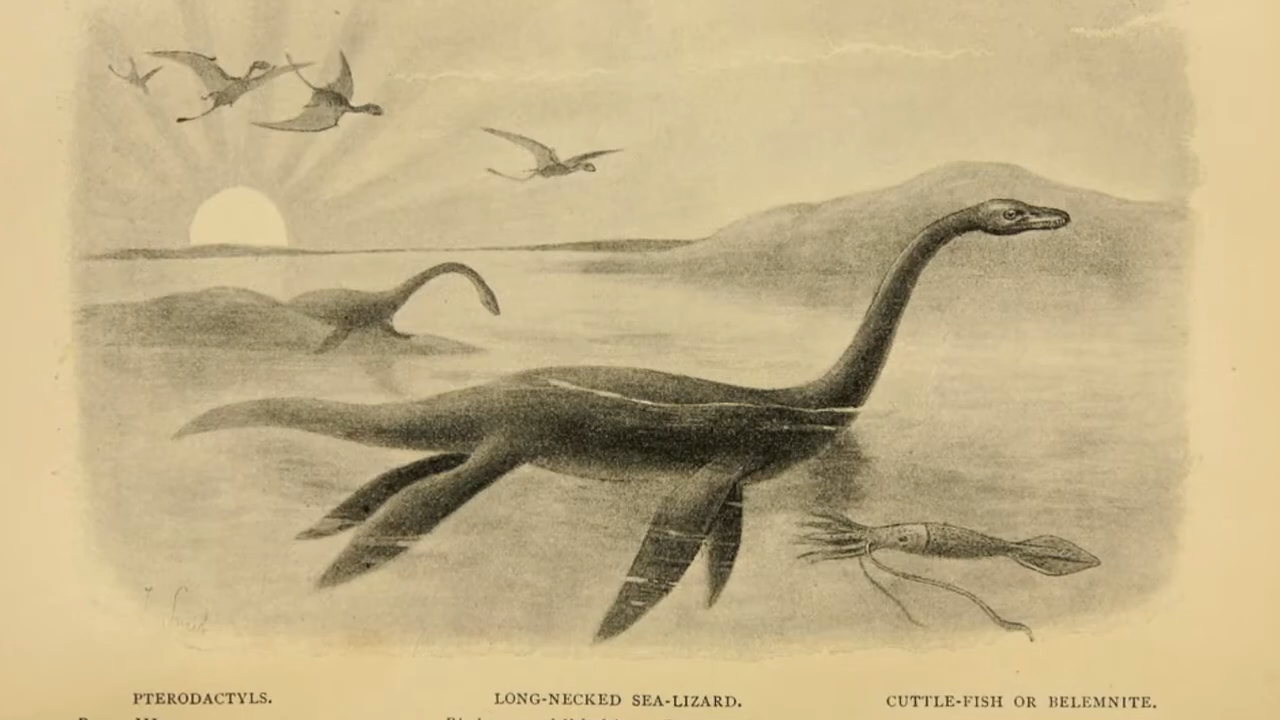 PTERODACTYLS. LONG-NECKED SEA-LIZARD. CUTTLE-FISH OR BELEMNITE.